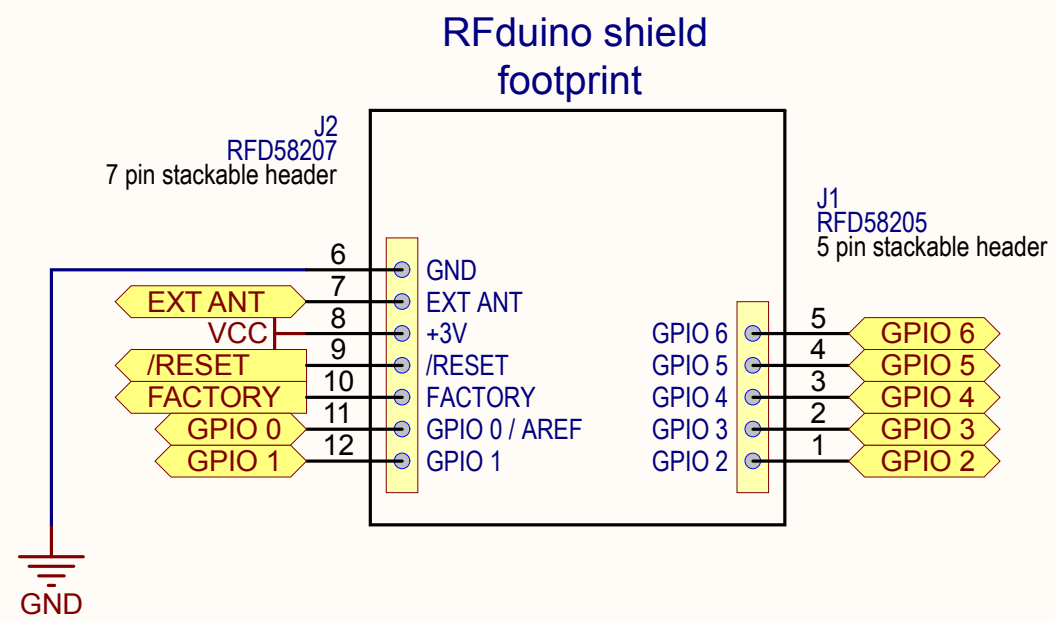 RFduino shield
footprint
J2
RFD58207
7 pin stackable header
J1
RFD58205
5 pin stackable header
6 GND
EXT ANT 7 EXT ANT
VCC 8 +3V
/RESET 9 /RESET
FACTORY 10 FACTORY
GPIO 0 11 GPIO 0 / AREF
GPIO 1 12 GPIO 1
GPIO 6 5 GPIO 6
GPIO 5 4 GPIO 5
GPIO 4 3 GPIO 4
GPIO 3 2 GPIO 3
GPIO 2 1 GPIO 2
GND